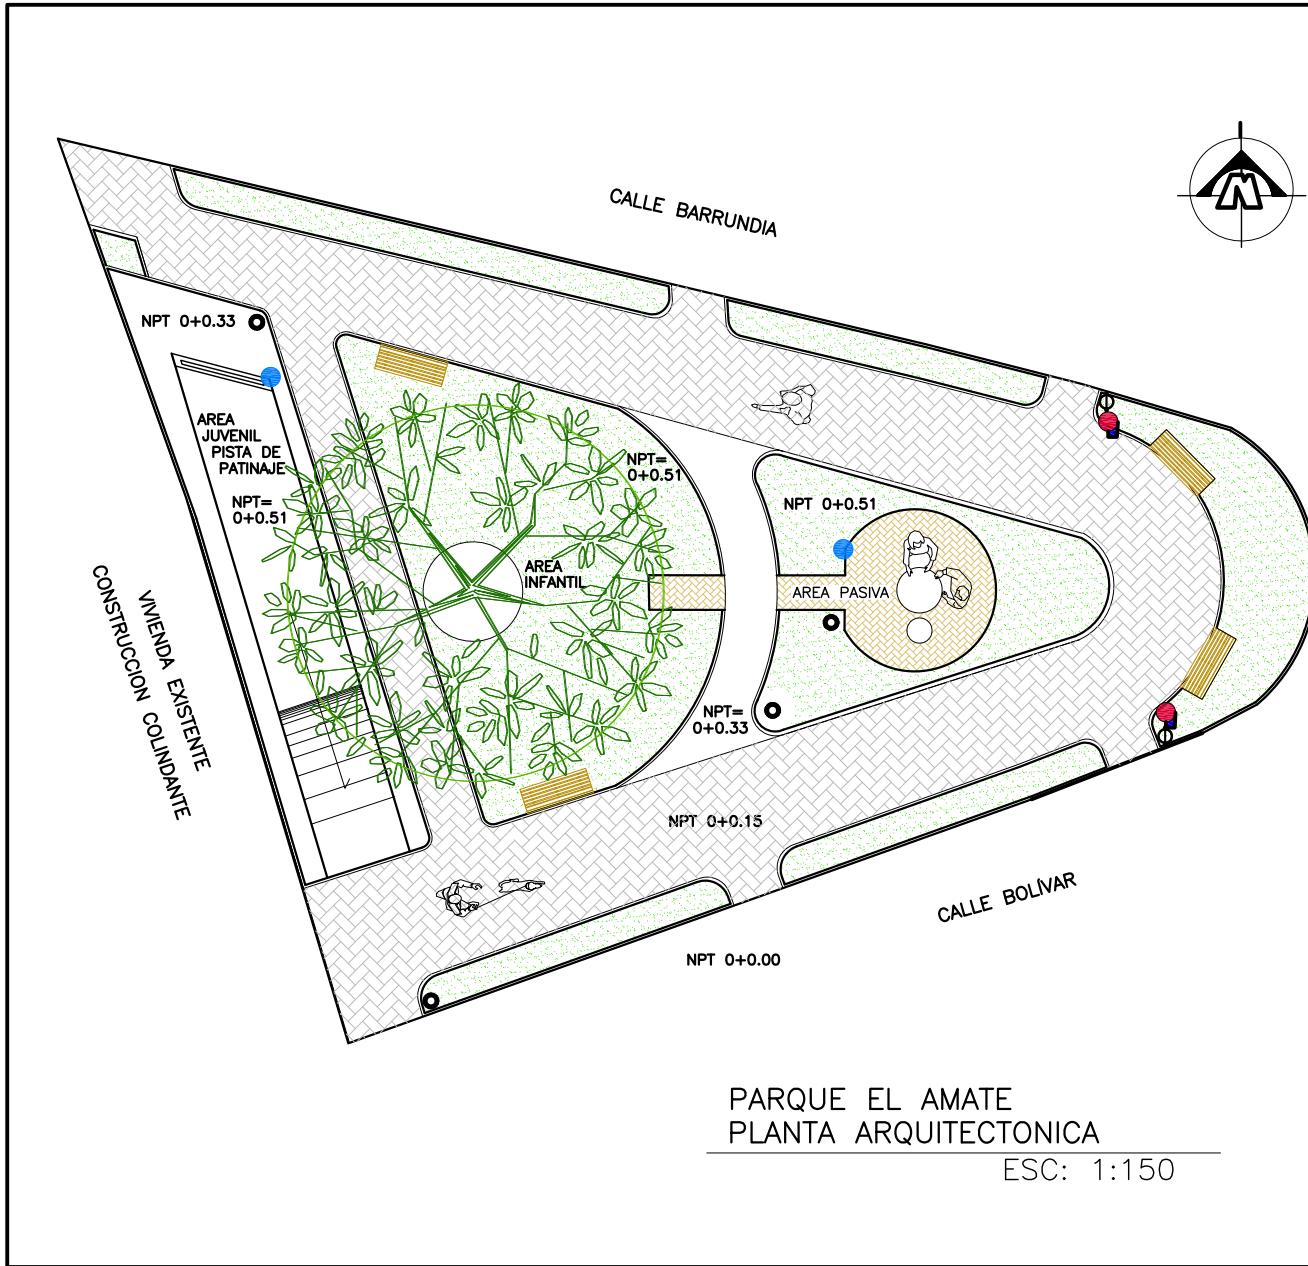 CALLE BARRUNDIA
N
NPT 0+0.33
AREA
JUVENIL
PISTA DE
PATINAJE
NPT=
0+0.51
NPT=
0+0.51
NPT 0+0.51
AREA
INFANTIL
AREA PASIVA
VIVIENDA EXISTENTE
CONSTRUCCION COLINDANTE
NPT=
0+0.33
NPT 0+0.15
CALLE BOLÍVAR
NPT 0+0.00
PARQUE EL AMATE
PLANTA ARQUITECTONICA
ESC: 1:150